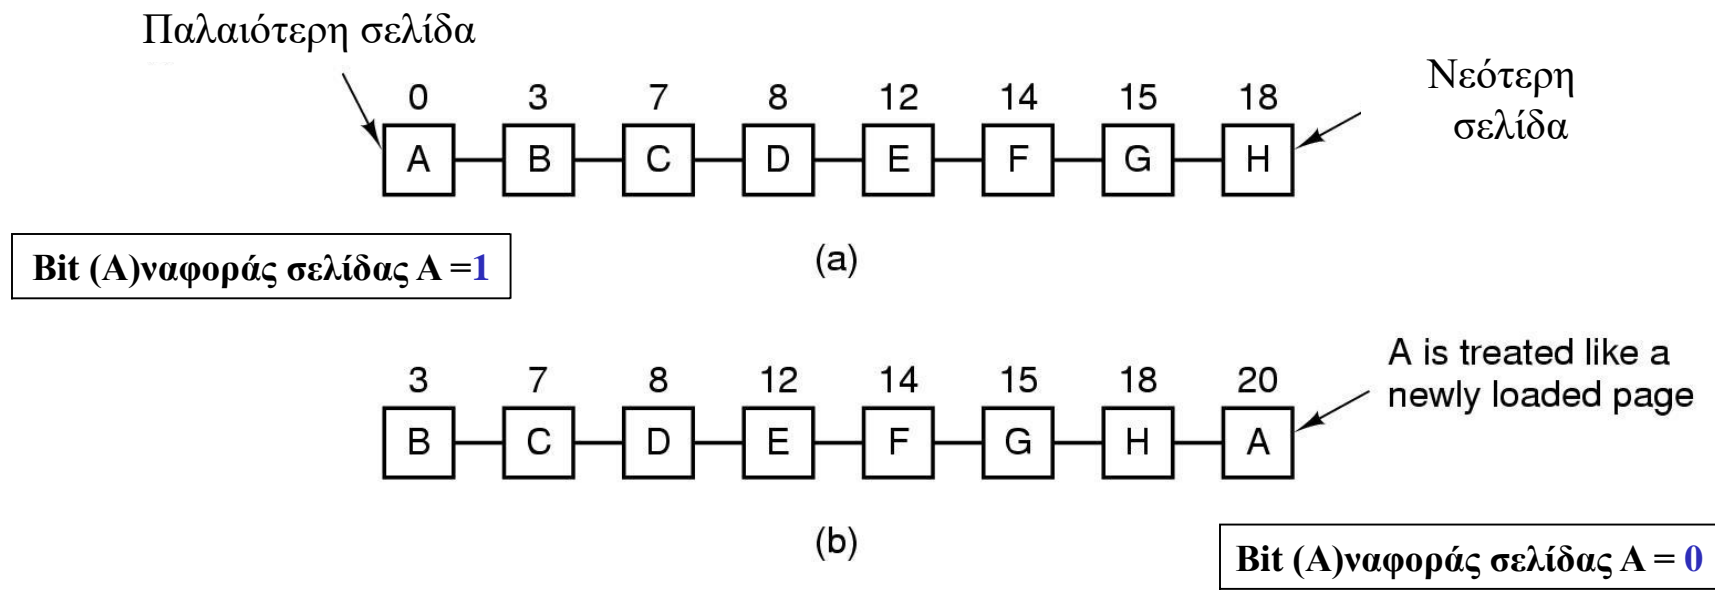 Παλαιότερη σελίδα
Νεότερη
σελίδα
0 3 7 8 12 14 15 18
A B C D E F G H
Bit (Α)ναφοράς σελίδας Α =1
(a)
A is treated like a
newly loaded page
3 7 8 12 14 15 18 20
B C D E F G H A
(b)
Bit (Α)ναφοράς σελίδας Α = 0